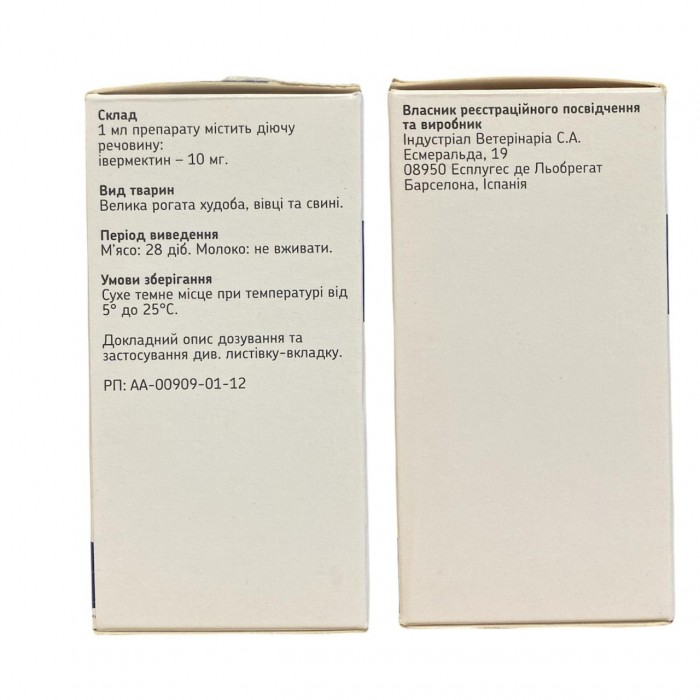 Склад
1 мл препарату містить діючу
речовину:
івермектин – 10 мг.
Вид тварин
Велика рогата худоба, вівці та свині.
Період виведення
М'ясо: 28 діб. Молоко: не вживати.
Умови зберігання
Сухе темне місце при температурі від
5° до 25°С.
Докладний опис дозування та
застосування див. листівку-вкладку.
РП: АА-00909-01-12
Власник реєстраційного посвідчення
та виробник
Індустріал Ветерінаріа С.А.
Есмеральда, 19
08950 Есплугес де Льобрегат
Барселона, Іспанія